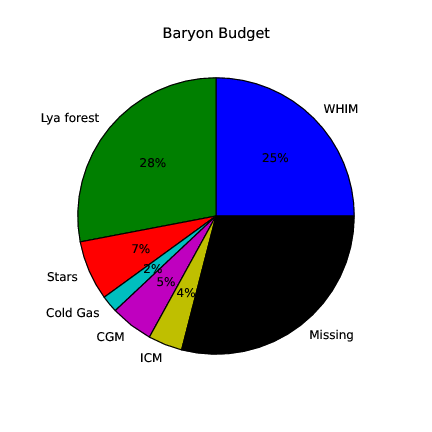 Baryon Budget
WHIM
Lya forest
25%
28%
7%
2%
5%
4%
Stars
Cold Gas
CGM
ICM
Missing